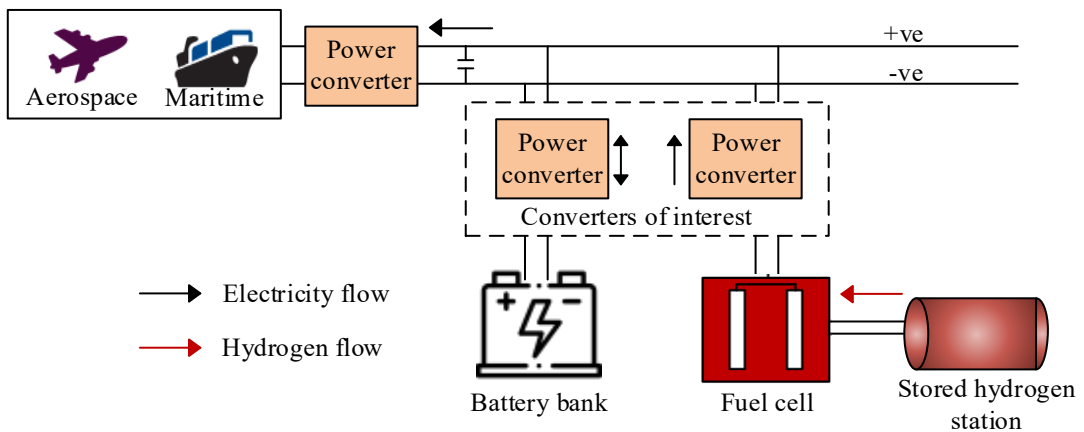 Aerospace
Maritime
Power
converter
+ve
-ve
Power
converter
Power
converter
Converters of interest
Electricity flow
Hydrogen flow
+
-
Battery bank
Fuel cell
Stored hydrogen
station